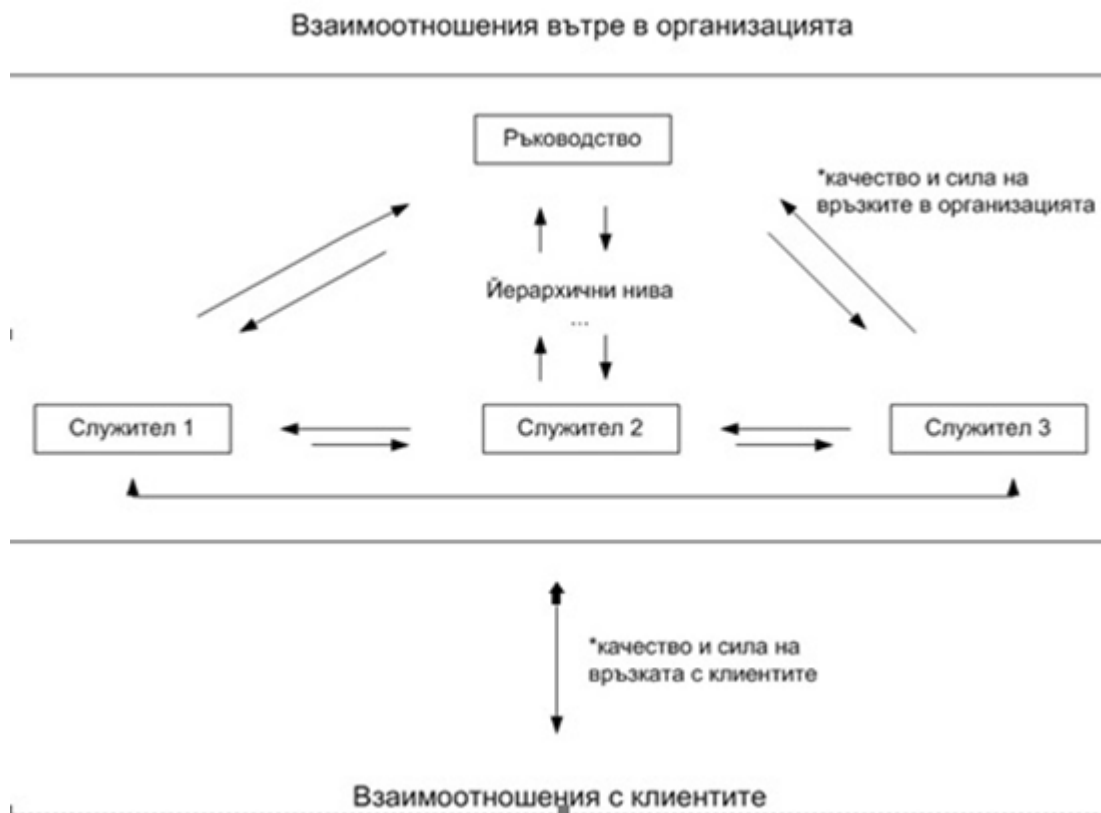 Взаимоотношения вътре в организацията
Ръководство
*качество и сила на
връзките в организацията
Йерархични нива
...
Служител 1
Служител 2
Служител 3
*качество и сила на
връзката с клиентите
Взаимоотношения с клиентите